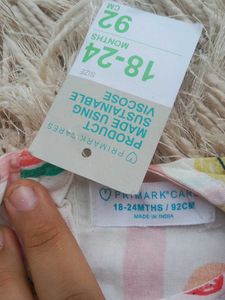 92
CM
18-24
MONTHS
SIZE
PRODUCT
MADE USING
SUSTAINABLE
VISCOSE
PRIMARK CARES
PRIMARK CARE
18-24MTHS / 92CM
MADE IN INDIA